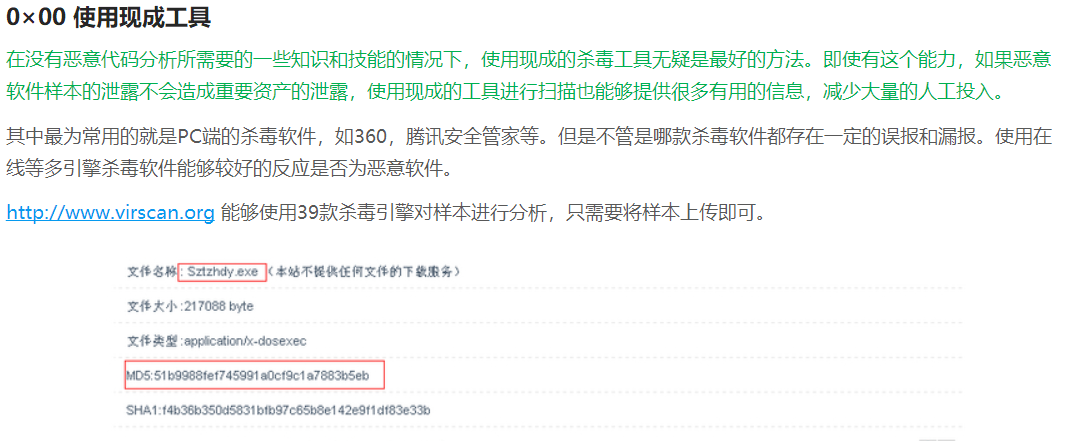 0×00 使用现成工具
在没有恶意代码分析所需要的一些知识和技能的情况下，使用现成的杀毒工具无疑是最好的方法。即使有这个能力，如果恶意
软件样本的泄露不会造成重要资产的泄露，使用现成的工具进行扫描也能够提供很多有用的信息，减少大量的人工投入。
其中最为常用的就是PC端的杀毒软件，如360，腾讯安全管家等。但是不管是哪款杀毒软件都存在一定的误报和漏报。使用在
线等多引擎杀毒软件能够较好的反应是否为恶意软件。
http://www.virscan.org 能够使用39款杀毒引擎对样本进行分析，只需要将样本上传即可。
文件名称: Sztzhdy.exe（本站不提供任何文件的下载服务）
文件大小:217088 byte
文件类型:application/x-dosexec
MD5:51b9988fef745991a0cf9c1a7883b5eb
SHA1:f4b36b350d5831bfb97c65b8e142e9f1df83e33b